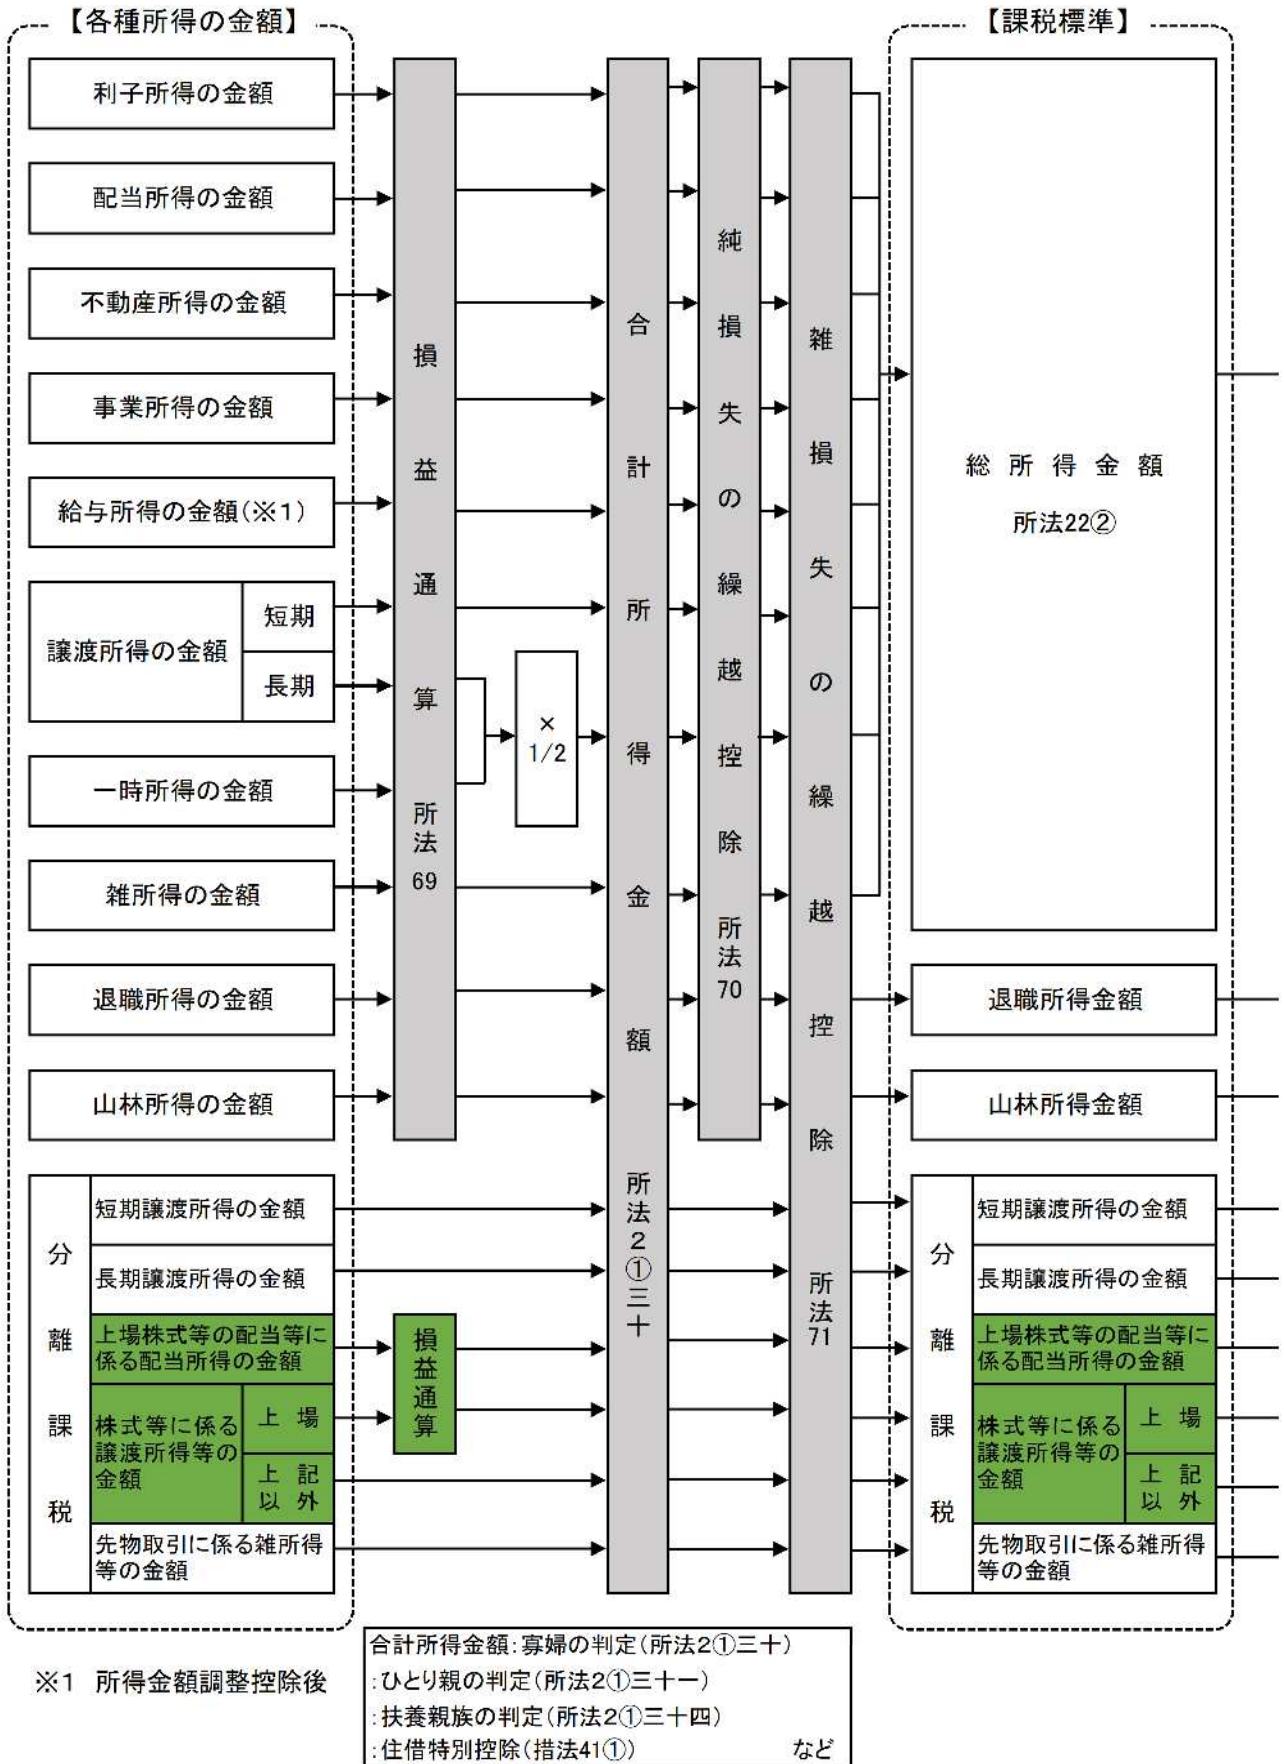 【各種所得の金額】
利子所得の金額
配当所得の金額
不動産所得の金額
事業所得の金額
給与所得の金額(※1)
譲渡所得の金額
短期
長期
一時所得の金額
雑所得の金額
退職所得の金額
山林所得の金額
分離課税
短期譲渡所得の金額
長期譲渡所得の金額
上場株式等の配当等に
係る配当所得の金額
株式等に係る
譲渡所得等の
金額
上場
上記
以外
先物取引に係る雑所得
等の金額
損益通算 所法69
×
1/2
損益通算
合計所得金額 所法2①三十
純損失の繰越控除 所法70
雑損失の繰越控除 所法71
【課税標準】
総所得金額
所法22②
退職所得金額
山林所得金額
分離課税
短期譲渡所得の金額
長期譲渡所得の金額
上場株式等の配当等に
係る配当所得の金額
株式等に係る
譲渡所得等の
金額
上場
上記
以外
先物取引に係る雑所得
等の金額
※1 所得金額調整控除後
合計所得金額:寡婦の判定(所法2①三十)
:ひとり親の判定(所法2①三十一)
:扶養親族の判定(所法2①三十四)
:住借特別控除(措法41①) など